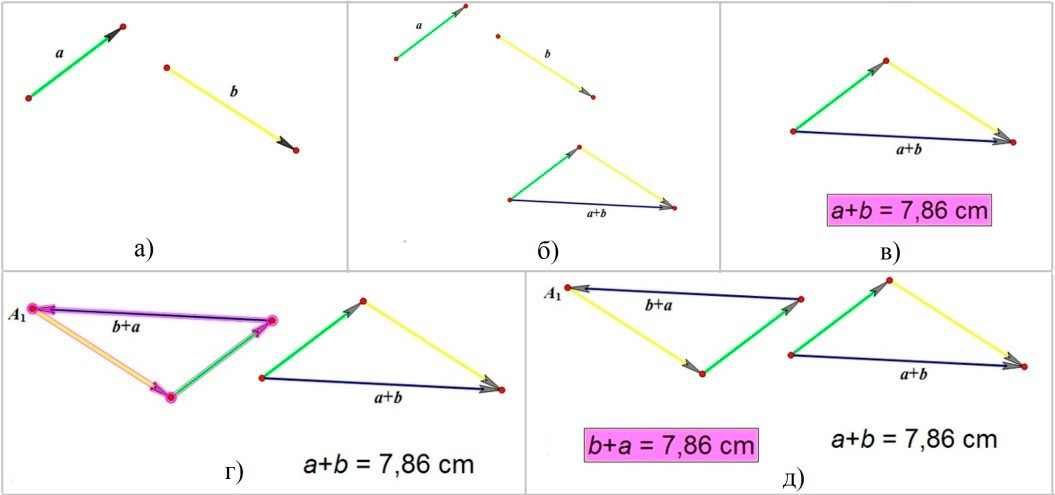 a
b
а)
a
b
a+b
б)
a+b
a+b = 7,86 cm
в)
A1
b+a
a+b
a+b = 7,86 cm
г)
A1
b+a
a+b
b+a = 7,86 cm
a+b = 7,86 cm
д)